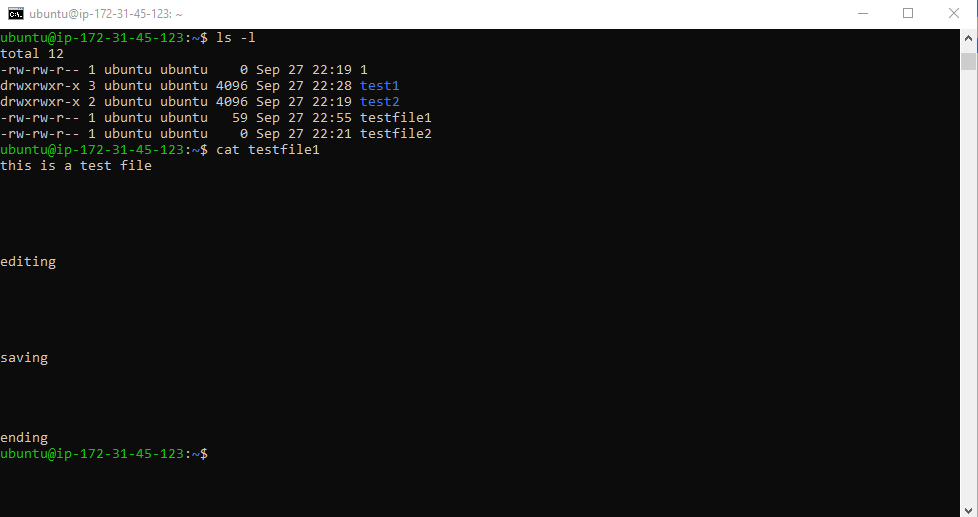 ubuntu@ip-172-31-45-123: ~
ubuntu@ip-172-31-45-123:~$ ls -l
total 12
-rw-rw-r-- 1 ubuntu ubuntu    0 Sep 27 22:19 1
drwxrwxr-x 3 ubuntu ubuntu 4096 Sep 27 22:28 test1
drwxrwxr-x 2 ubuntu ubuntu 4096 Sep 27 22:19 test2
-rw-rw-r-- 1 ubuntu ubuntu   59 Sep 27 22:55 testfile1
-rw-rw-r-- 1 ubuntu ubuntu    0 Sep 27 22:21 testfile2
ubuntu@ip-172-31-45-123:~$ cat testfile1
this is a test file
editing
saving
ending
ubuntu@ip-172-31-45-123:~$